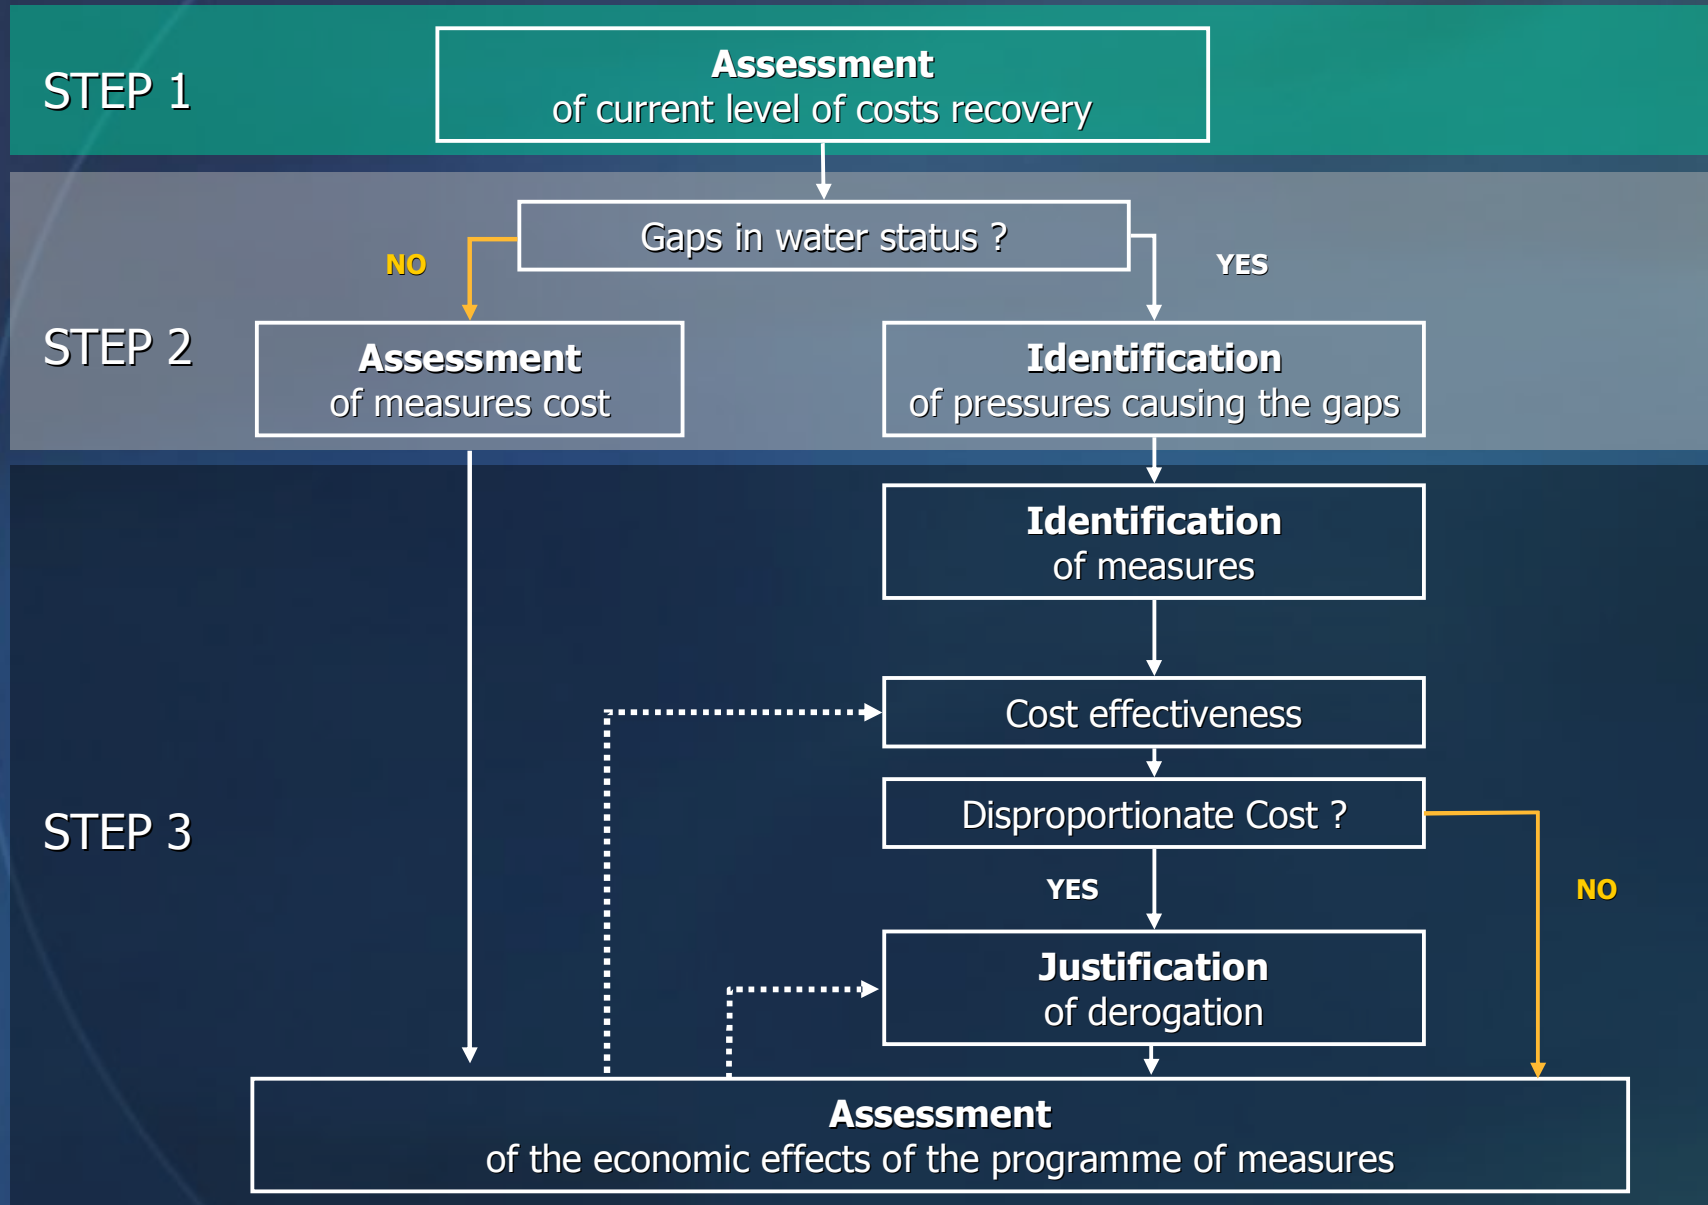 STEP 1
Assessment
of current level of costs recovery
Gaps in water status ?
NO
YES
STEP 2
Assessment
of measures cost
Identification
of pressures causing the gaps
Identification
of measures
Cost effectiveness
STEP 3
Disproportionate Cost ?
YES
NO
Justification
of derogation
Assessment
of the economic effects of the programme of measures